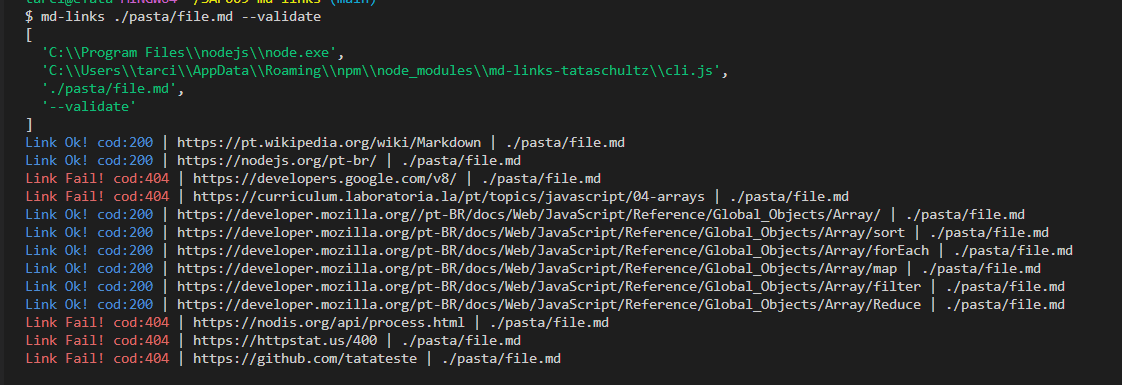 $ md-links ./pasta/file.md --validate
[
  'C:\\Program Files\\nodejs\\node.exe',
  'C:\\Users\\tarci\\AppData\\Roaming\\npm\\node_modules\\md-links-tataschultz\\cli.js',
  './pasta/file.md',
  '--validate'
]
Link Ok! cod:200 | https://pt.wikipedia.org/wiki/Markdown | ./pasta/file.md
Link Ok! cod:200 | https://nodejs.org/pt-br/ | ./pasta/file.md
Link Fail! cod:404 | https://developers.google.com/v8/ | ./pasta/file.md
Link Fail! cod:404 | https://curriculum.laboratoria.la/pt/topics/javascript/04-arrays | ./pasta/file.md
Link Ok! cod:200 | https://developer.mozilla.org//pt-BR/docs/Web/JavaScript/Reference/Global_Objects/Array/ | ./pasta/file.md
Link Ok! cod:200 | https://developer.mozilla.org/pt-BR/docs/Web/JavaScript/Reference/Global_Objects/Array/sort | ./pasta/file.md
Link Ok! cod:200 | https://developer.mozilla.org/pt-BR/docs/Web/JavaScript/Reference/Global_Objects/Array/forEach | ./pasta/file.md
Link Ok! cod:200 | https://developer.mozilla.org/pt-BR/docs/Web/JavaScript/Reference/Global_Objects/Array/map | ./pasta/file.md
Link Ok! cod:200 | https://developer.mozilla.org/pt-BR/docs/Web/JavaScript/Reference/Global_Objects/Array/filter | ./pasta/file.md
Link Ok! cod:200 | https://developer.mozilla.org/pt-BR/docs/Web/JavaScript/Reference/Global_Objects/Array/Reduce | ./pasta/file.md
Link Fail! cod:404 | https://nodis.org/api/process.html | ./pasta/file.md
Link Fail! cod:404 | https://httpstat.us/400 | ./pasta/file.md
Link Fail! cod:404 | https://github.com/tatateste | ./pasta/file.md